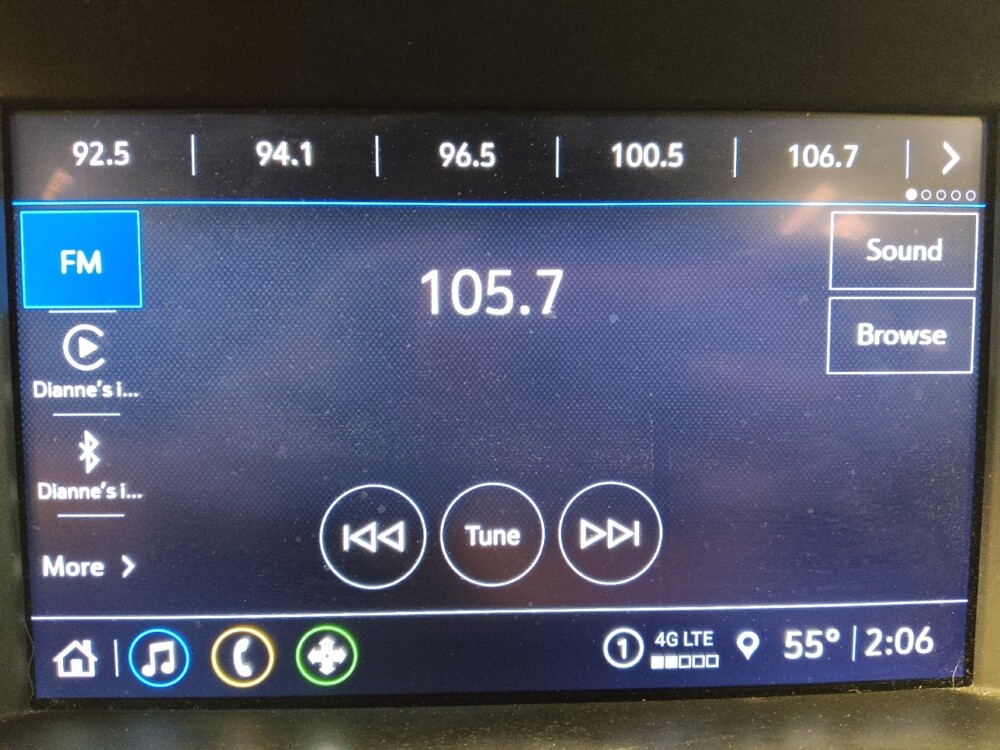 92.5 94.1 96.5 100.5 106.7
FM
105.7
Sound
Browse
Dianne's i...
Dianne's i...
More
Tune
1 4G LTE 55° 2:06